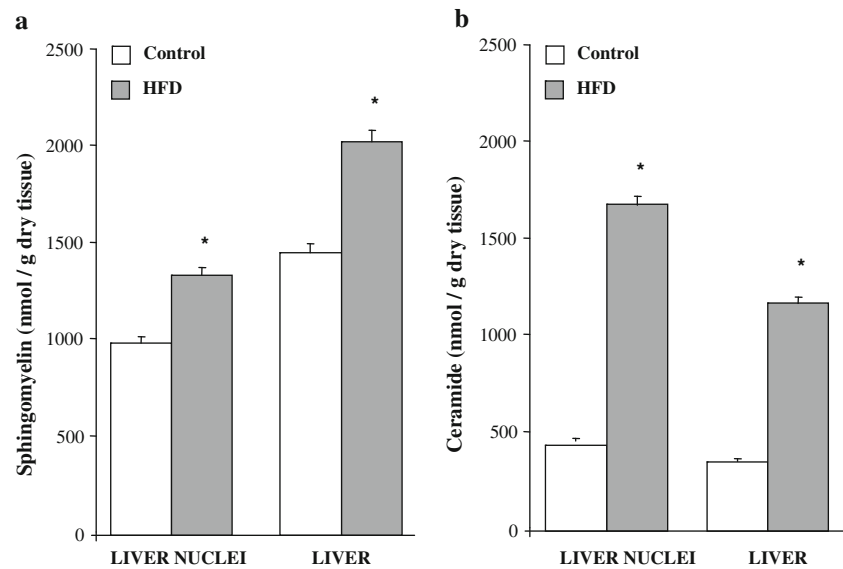 a
Control
HFD
2500
2000
1500
1000
500
0
Sphingomyelin (nmol / g dry tissue)
*
*
LIVER NUCLEI
LIVER
b
Control
HFD
2500
2000
1500
1000
500
0
Ceramide (nmol / g dry tissue)
*
*
LIVER NUCLEI
LIVER